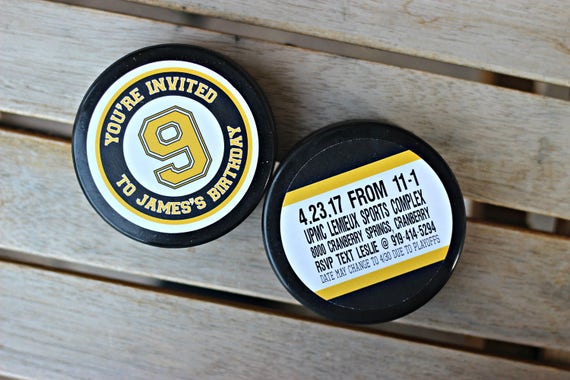 YOU'RE INVITED
9
TO JAMES'S BIRTHDAY
4.23.17 FROM 11-1
UPMC LEMIEUX SPORTS COMPLEX
8000 CRANBERRY SPRINGS, CRANBERRY
RSVP TEXT LESLIE @ 919-414-5294
DATE MAY CHANGE TO 4/30 DUE TO PLAYOFFS